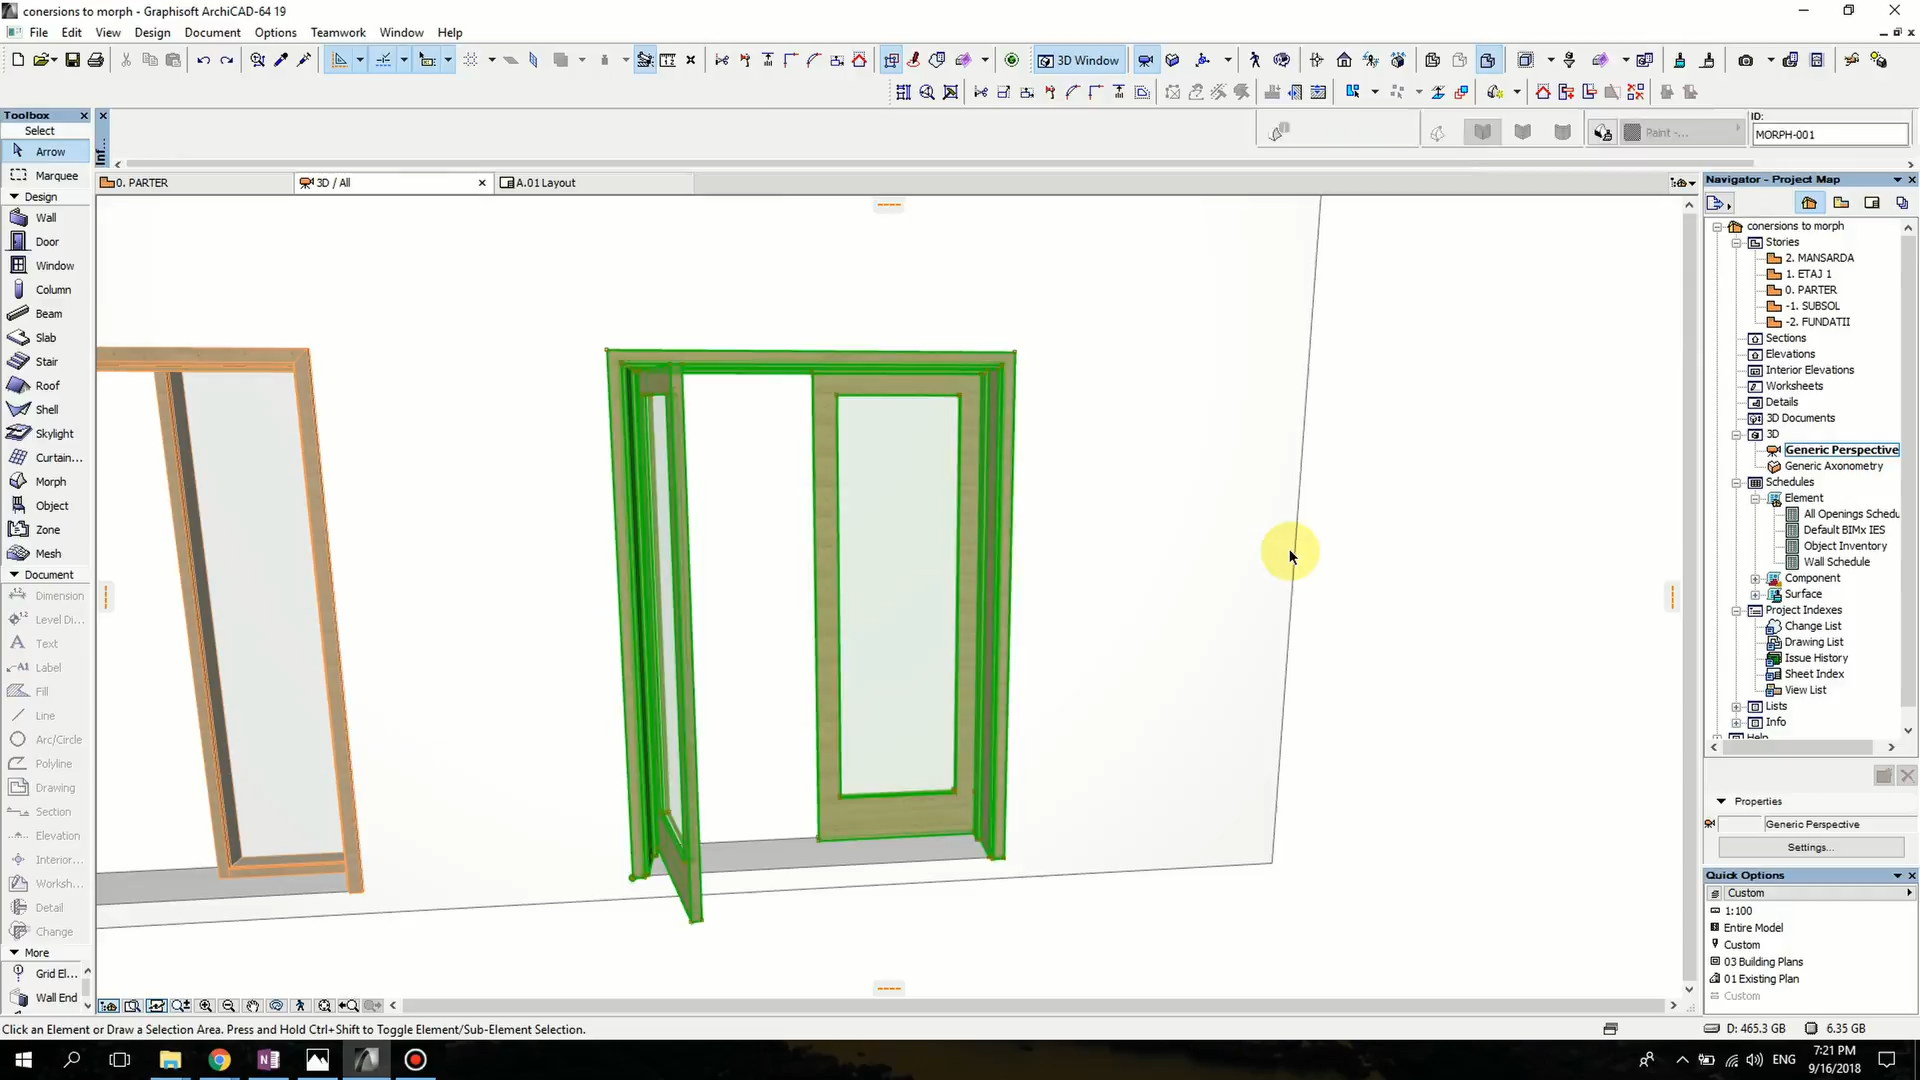 conersions to morph - Graphisoft ArchiCAD-64 19
File Edit View Design Document Options Teamwork Window Help
3D Window
Toolbox
Select
Arrow
Marquee
Design
Wall
Door
Window
Column
Beam
Slab
Stair
Roof
Shell
Skylight
Curtain...
Morph
Object
Zone
Mesh
Document
Dimension
Level Di...
Text
Label
Fill
Line
Arc/Circle
Polyline
Drawing
Section
Elevation
Interior...
Worksh...
Detail
Change
More
Grid El...
Wall End
Paint -...
ID:
MORPH-001
0. PARTER
3D / All
A.01 Layout
Navigator - Project Map
conersions to morph
Stories
2. MANSARDA
1. ETAJ 1
0. PARTER
-1. SUBSOL
-2. FUNDATII
Sections
Elevations
Interior Elevations
Worksheets
Details
3D Documents
3D
Generic Perspective
Generic Axonometry
Schedules
Element
All Openings Schedu
Default BIMx IES
Object Inventory
Wall Schedule
Component
Surface
Project Indexes
Change List
Drawing List
Issue History
Sheet Index
View List
Lists
Info
Help
Properties
Generic Perspective
Settings...
Quick Options
Custom
1:100
Entire Model
Custom
03 Building Plans
01 Existing Plan
Custom
Click an Element or Draw a Selection Area. Press and Hold Ctrl+Shift to Toggle Element/Sub-Element Selection.
D: 465.3 GB
6.35 GB
ENG
7:21 PM
9/16/2018